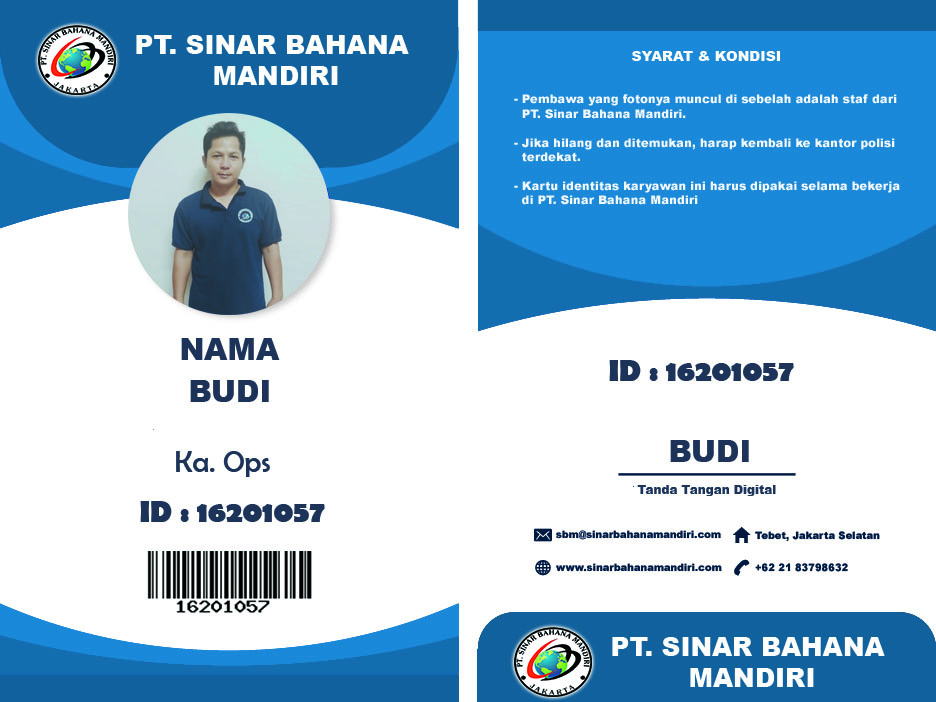 PT. SINAR BAHANA MANDIRI
JAKARTA
PT. SINAR BAHANA
MANDIRI
NAMA
BUDI
Ka. Ops
ID : 16201057
16201057
SYARAT & KONDISI
- Pembawa yang fotonya muncul di sebelah adalah staf dari
PT. Sinar Bahana Mandiri.
- Jika hilang dan ditemukan, harap kembali ke kantor polisi
terdekat.
- Kartu identitas karyawan ini harus dipakai selama bekerja
di PT. Sinar Bahana Mandiri
ID : 16201057
BUDI
Tanda Tangan Digital
sbm@sinarbahanamandiri.com
Tebet, Jakarta Selatan
www.sinarbahanamandiri.com
+62 21 83798632
PT. SINAR BAHANA MANDIRI
JAKARTA
PT. SINAR BAHANA
MANDIRI